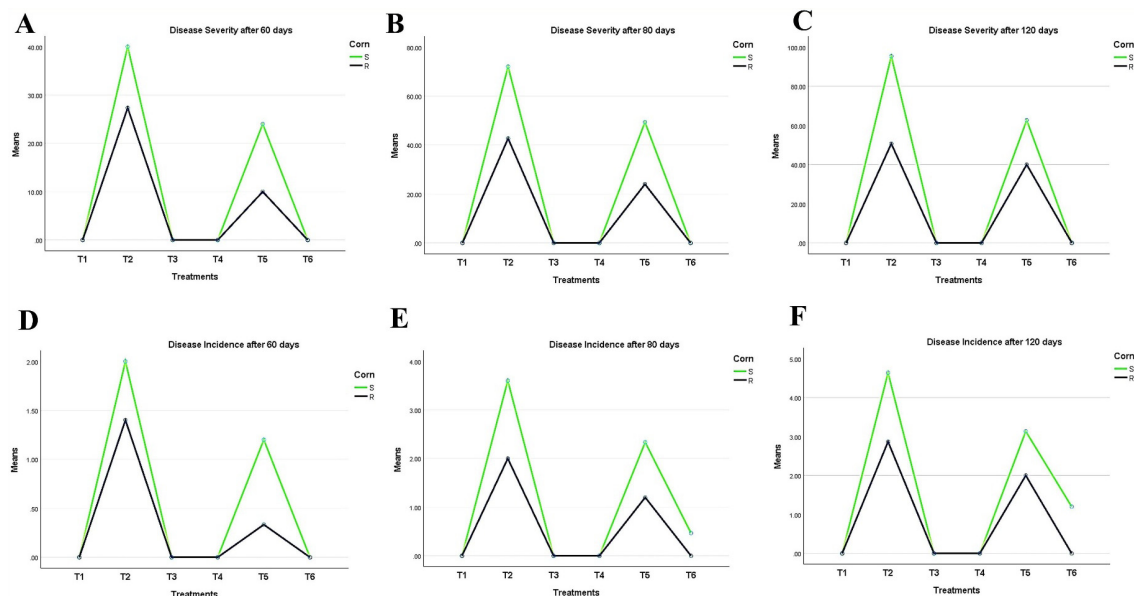 A
Disease Severity after 60 days
Corn
S
R
40.00
30.00
20.00
10.00
.00
Means
T1 T2 T3 T4 T5 T6
Treatments
B
Disease Severity after 80 days
Corn
S
R
80.00
60.00
40.00
20.00
.00
Means
T1 T2 T3 T4 T5 T6
Treatments
C
Disease Severity after 120 days
Corn
S
R
100.00
80.00
60.00
40.00
20.00
.00
Means
T1 T2 T3 T4 T5 T6
Treatments
D
Disease Incidence after 60 days
Corn
S
R
2.00
1.50
1.00
.50
.00
Means
T1 T2 T3 T4 T5 T6
Treatments
E
Disease Incidence after 80 days
Corn
S
R
4.00
3.00
2.00
1.00
.00
Means
T1 T2 T3 T4 T5 T6
Treatments
F
Disease Incidence after 120 days
Corn
S
R
5.00
4.00
3.00
2.00
1.00
.00
Means
T1 T2 T3 T4 T5 T6
Treatments